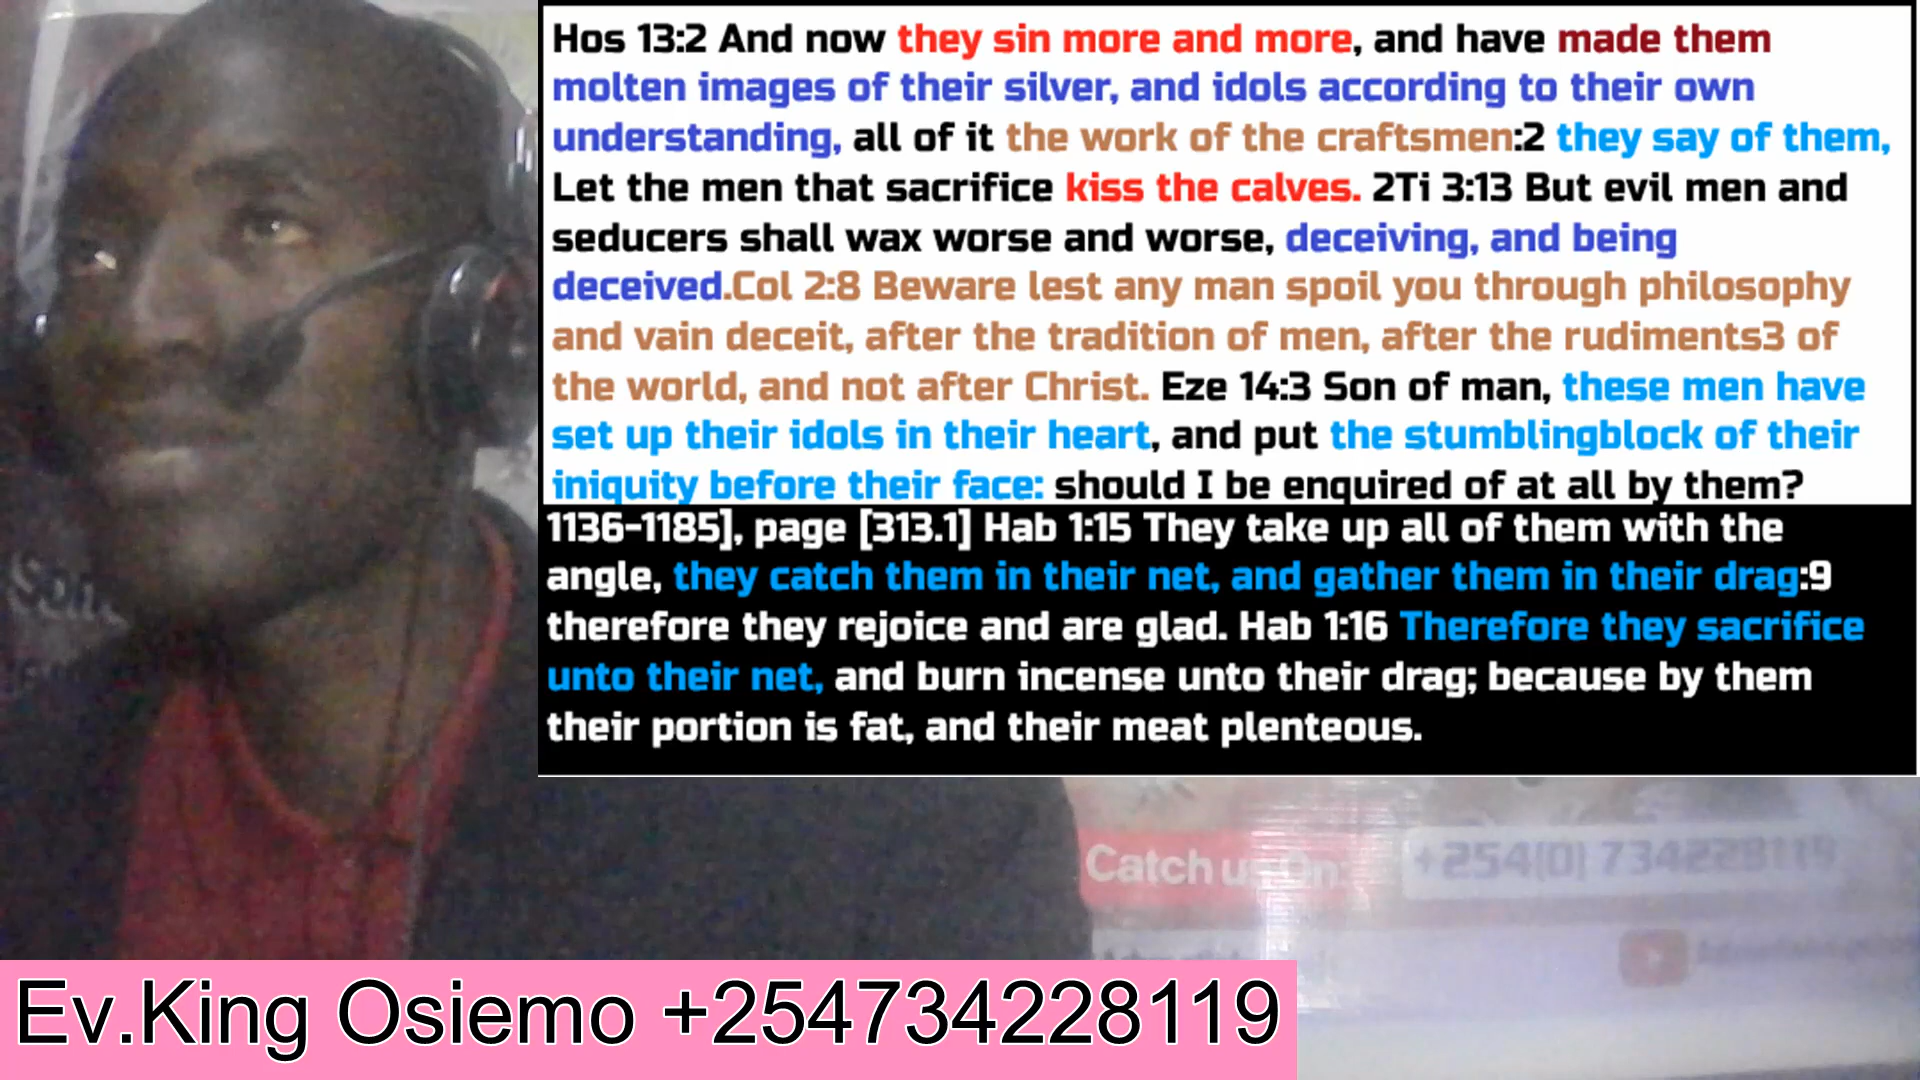 Hos 13:2 And now they sin more and more, and have made them
molten images of their silver, and idols according to their own
understanding, all of it the work of the craftsmen:2 they say of them,
Let the men that sacrifice kiss the calves. 2Ti 3:13 But evil men and
seducers shall wax worse and worse, deceiving, and being
deceived.Col 2:8 Beware lest any man spoil you through philosophy
and vain deceit, after the tradition of men, after the rudiments3 of
the world, and not after Christ. Eze 14:3 Son of man, these men have
set up their idols in their heart, and put the stumblingblock of their
iniquity before their face: should I be enquired of at all by them?
1136-1185], page [313.1] Hab 1:15 They take up all of them with the
angle, they catch them in their net, and gather them in their drag:9
therefore they rejoice and are glad. Hab 1:16 Therefore they sacrifice
unto their net, and burn incense unto their drag; because by them
their portion is fat, and their meat plenteous.
Catch up On:
+254(0) 734228119
Ev.King Osiemo +254734228119